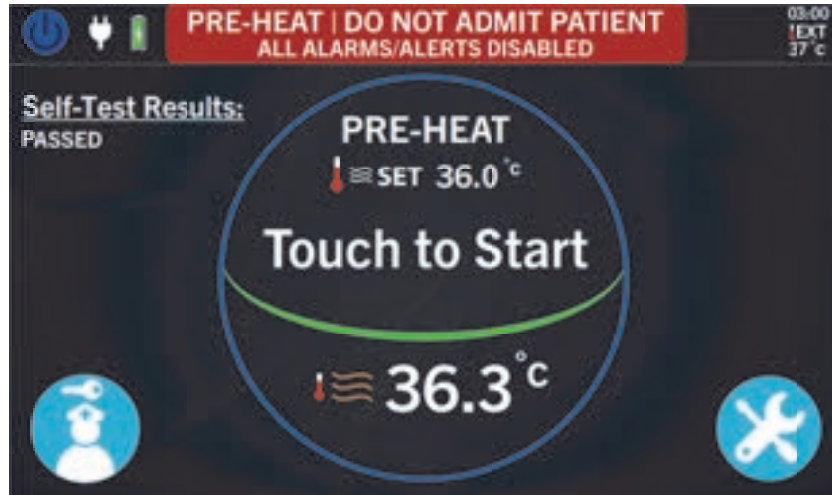 PRE-HEAT | DO NOT ADMIT PATIENT
ALL ALARMS/ALERTS DISABLED
03:00
EXT
37°c
Self-Test Results:
PASSED
PRE-HEAT
SET 36.0 °c
Touch to Start
36.3 °C